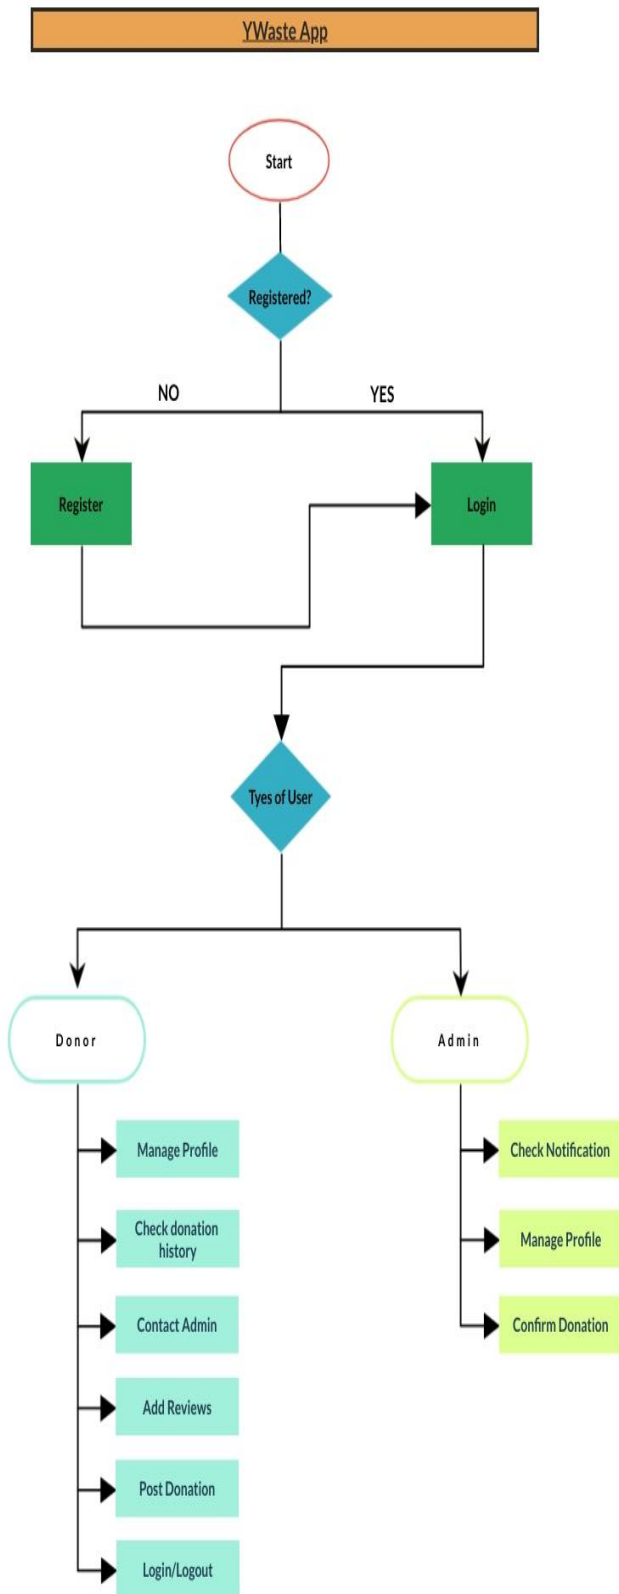 YWaste App
Start
Registered?
NO
YES
Register
Login
Tyes of User
Donor
Admin
Manage Profile
Check donation
history
Contact Admin
Add Reviews
Post Donation
Login/Logout
Check Notification
Manage Profile
Confirm Donation